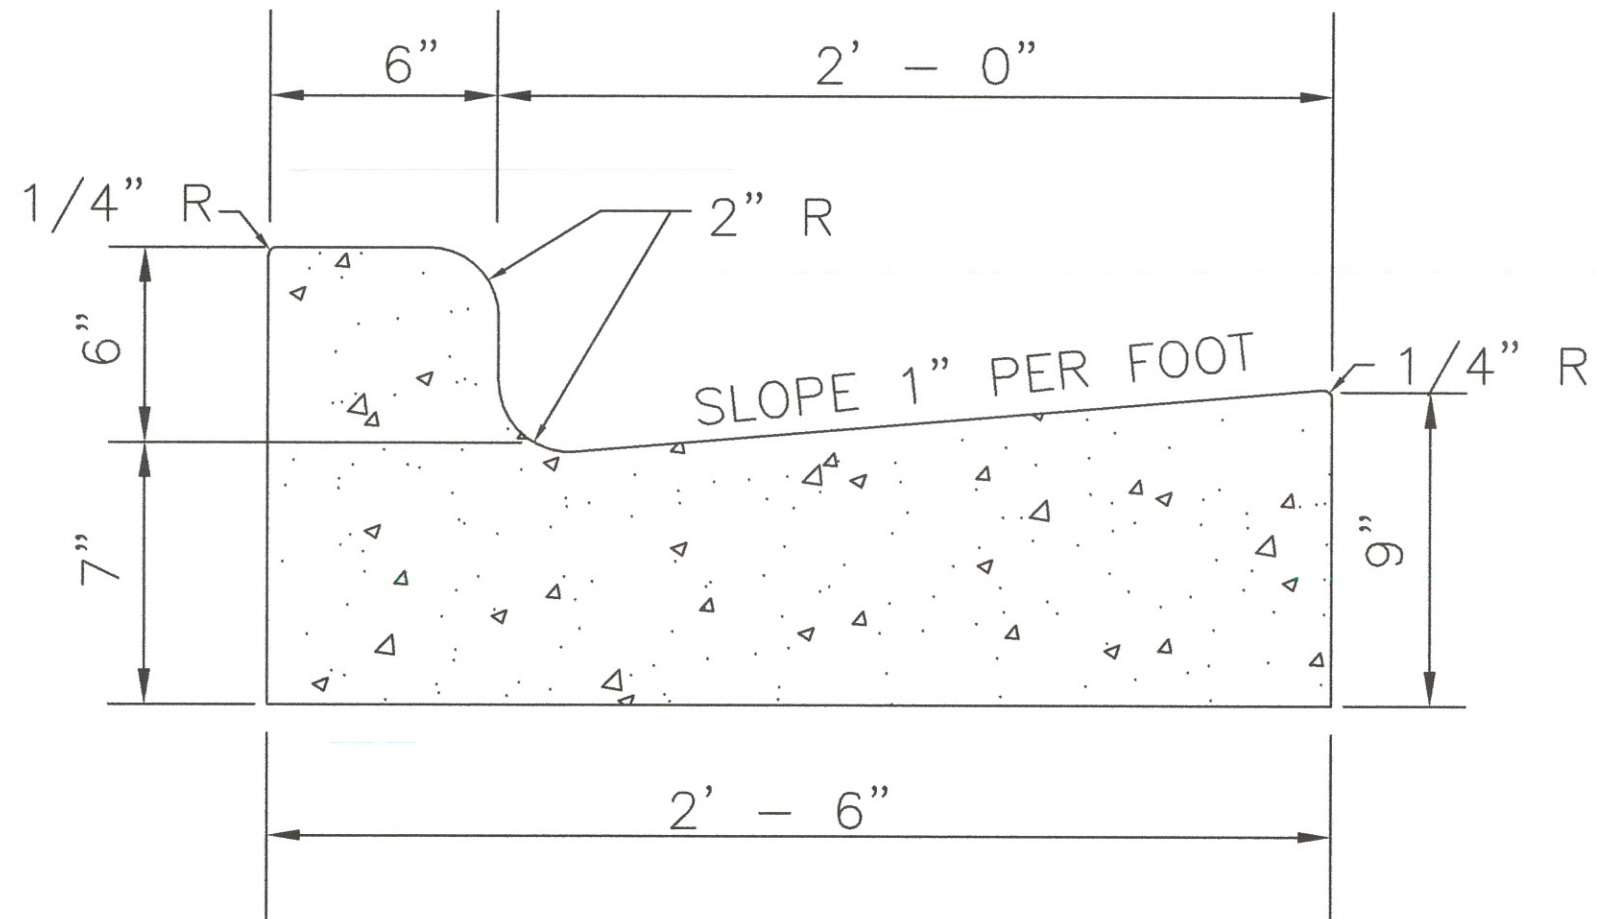 6”
2’ – 0”
1/4” R
2” R
6”
SLOPE 1” PER FOOT
1/4” R
7”
9”
2’ – 6”